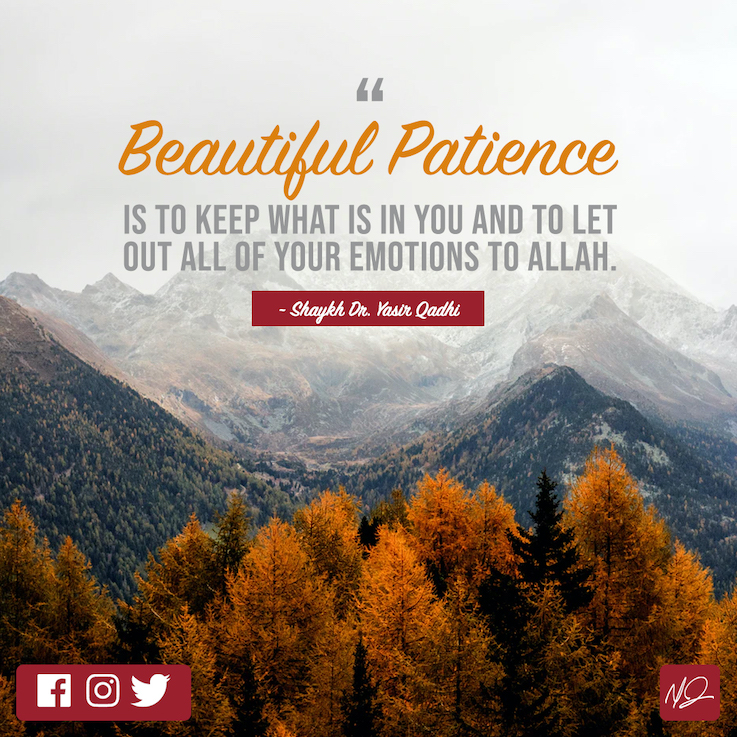 “
Beautiful Patience
IS TO KEEP WHAT IS IN YOU AND TO LET
OUT ALL OF YOUR EMOTIONS TO ALLAH.
- Shaykh Dr. Yasir Qadhi